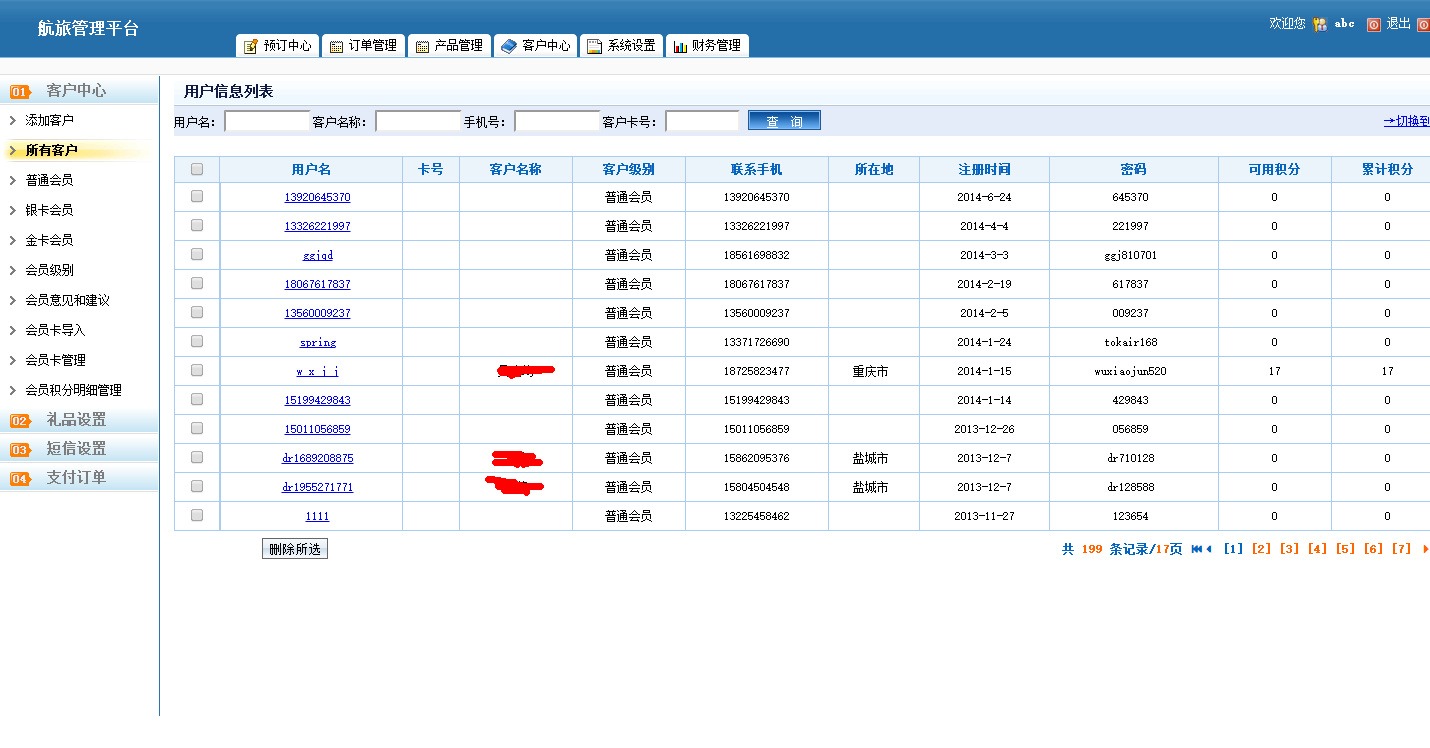 航旅管理平台
欢迎您 abc 退出
预订中心 订单管理 产品管理 客户中心 系统设置 财务管理
01 客户中心
添加客户
所有客户
普通会员
银卡会员
金卡会员
会员级别
会员意见和建议
会员卡导入
会员卡管理
会员积分明细管理
02 礼品设置
03 短信设置
04 支付订单
用户信息列表
用户名: 客户名称: 手机号: 客户卡号: 查 询 →切换到
用户名 卡号 客户名称 客户级别 联系手机 所在地 注册时间 密码 可用积分 累计积分
13920645370 普通会员 13920645370 2014-6-24 645370 0 0
13326221997 普通会员 13326221997 2014-4-4 221997 0 0
普通会员 18561698832 2014-3-3 ggj810701 0 0
18067617837 普通会员 18067617837 2014-2-19 617837 0 0
13560009237 普通会员 13560009237 2014-2-5 009237 0 0
spring 普通会员 13371726690 2014-1-24 tokair168 0 0
w_x_j_j 普通会员 18725823477 重庆市 2014-1-15 wuxiaojun520 17 17
15199429843 普通会员 15199429843 2014-1-14 429843 0 0
15011056859 普通会员 15011056859 2013-12-26 056859 0 0
dr1689208875 普通会员 15862095376 盐城市 2013-12-7 dr710128 0 0
dr1955271771 普通会员 15804504548 盐城市 2013-12-7 dr128588 0 0
1111 普通会员 13225458462 2013-11-27 123654 0 0
删除所选 共 199 条记录/17页 [1] [2] [3] [4] [5] [6] [7]